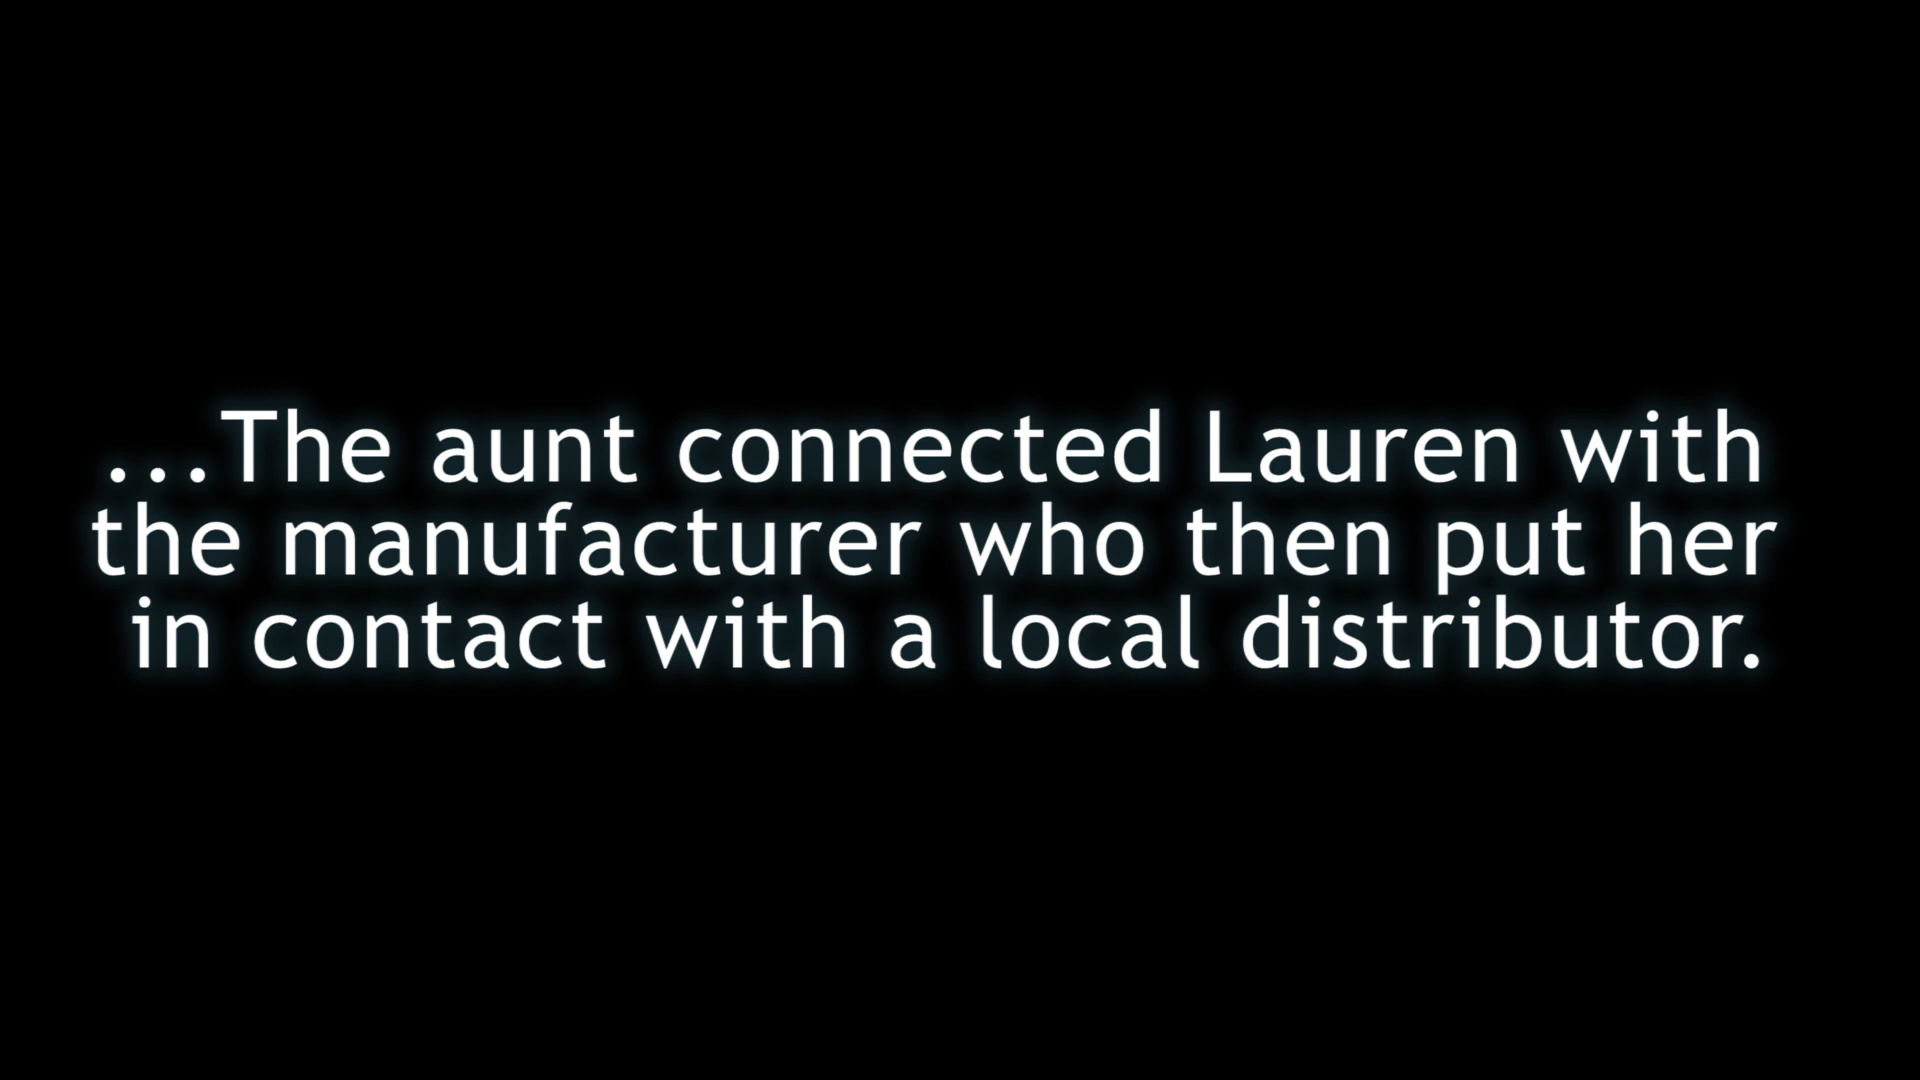 ...The aunt connected Lauren with
the manufacturer who then put her
in contact with a local distributor.